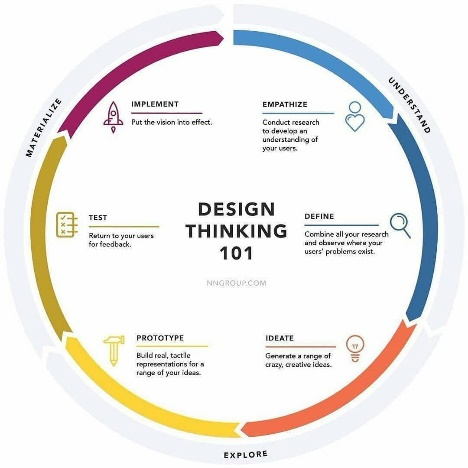 DESIGN
THINKING
101
NNGROUP.COM
UNDERSTAND
EMPATHIZE
Conduct research
to develop an
understanding of
your users.
DEFINE
Combine all your research
and observe where your
users' problems exist.
EXPLORE
IDEATE
Generate a range of
crazy, creative ideas.
PROTOTYPE
Build real, tactile
representations for a
range of your ideas.
MATERIALIZE
TEST
Return to your users
for feedback.
IMPLEMENT
Put the vision into effect.